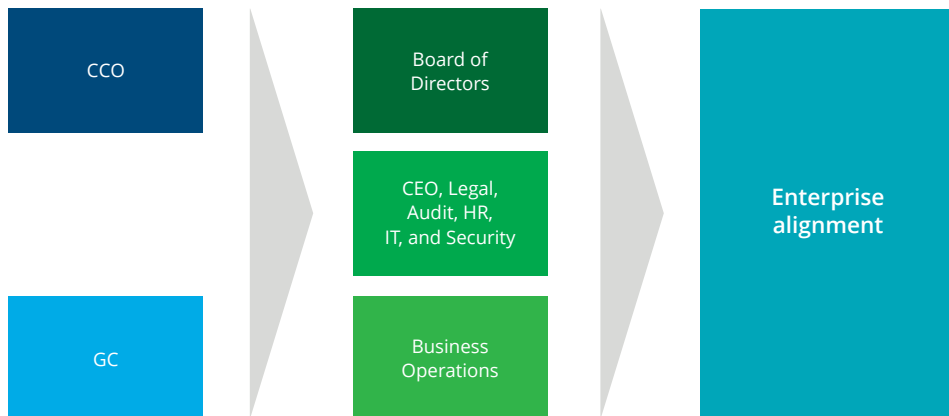 CCO
GC
Board of
Directors
CEO, Legal,
Audit, HR,
IT, and Security
Business
Operations
Enterprise
alignment